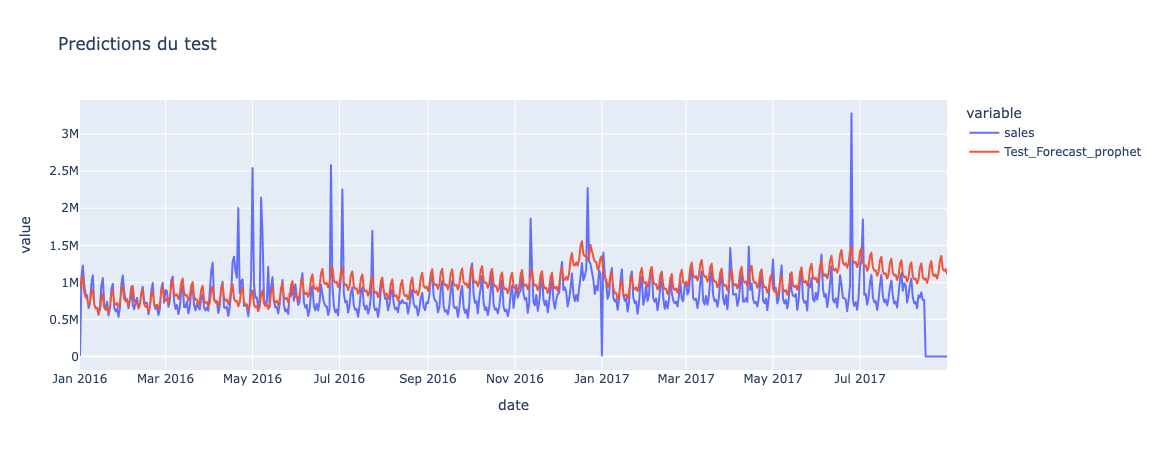 Predictions du test
variable
sales
Test_Forecast_prophet
3M
2.5M
2M
1.5M
1M
0.5M
0
value
Jan 2016 Mar 2016 May 2016 Jul 2016 Sep 2016 Nov 2016 Jan 2017 Mar 2017 May 2017 Jul 2017
date